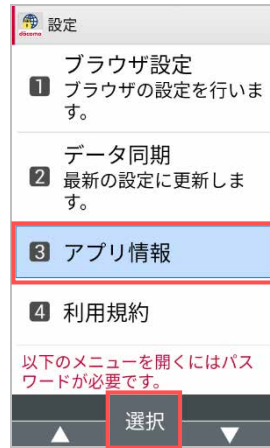 docomo
設定
ブラウザ設定
1 ブラウザの設定を行いま
す。
データ同期
2 最新の設定に更新しま
す。
3 アプリ情報
4 利用規約
以下のメニューを開くにはパス
ワードが必要です。
▲ 選択 ▼